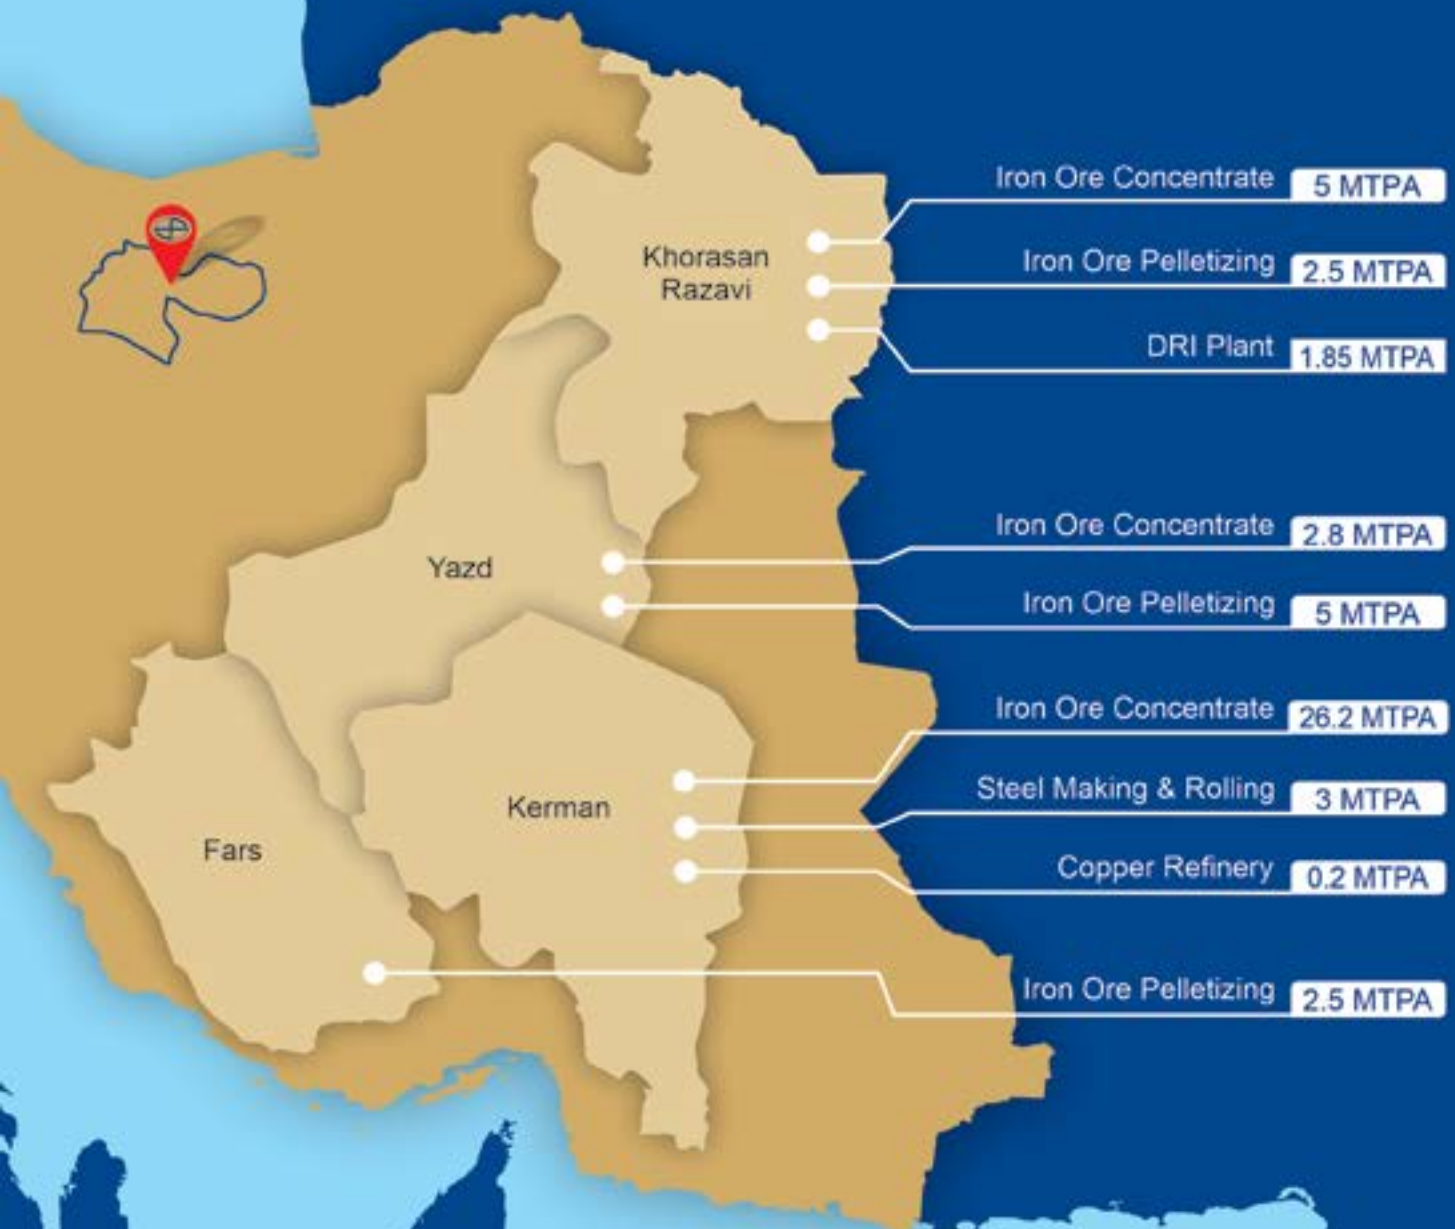 Iron Ore Concentrate 5 MTPA
Khorasan
Razavi
Iron Ore Pelletizing 2.5 MTPA
DRI Plant 1.85 MTPA
Yazd
Iron Ore Concentrate 2.8 MTPA
Iron Ore Pelletizing 5 MTPA
Iron Ore Concentrate 26.2 MTPA
Kerman
Steel Making & Rolling 3 MTPA
Fars
Copper Refinery 0.2 MTPA
Iron Ore Pelletizing 2.5 MTPA